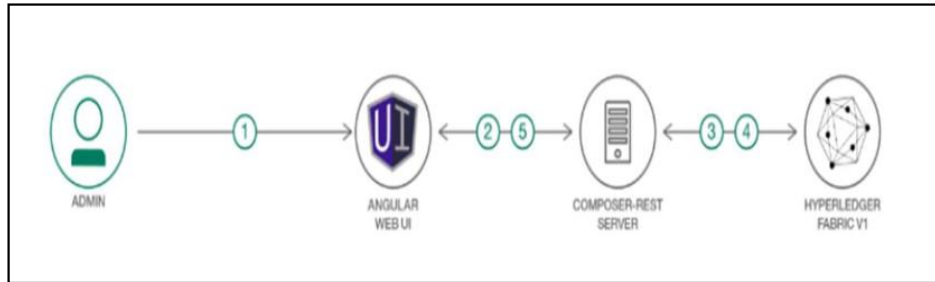 1
2
5
3
4
UI
ADMIN
ANGULAR
WEB UI
COMPOSER-REST
SERVER
HYPERLEDGER
FABRIC V1